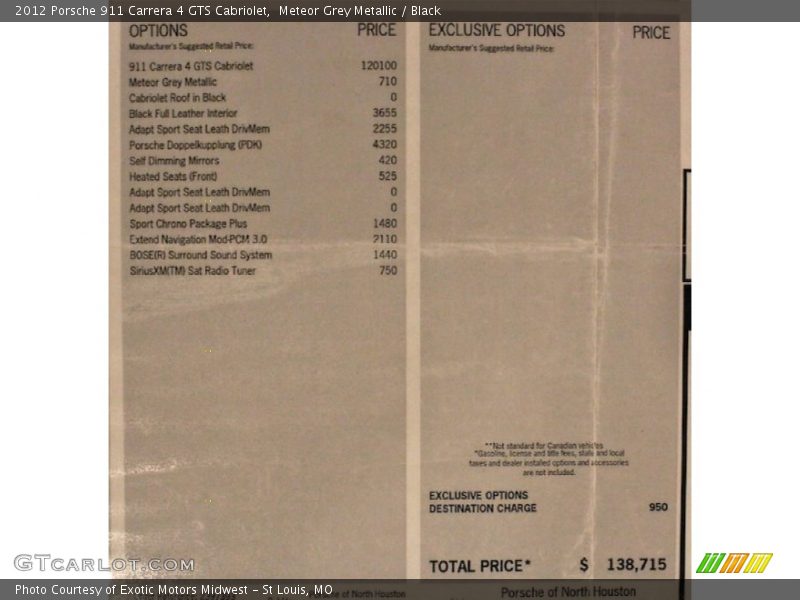 2012 Porsche 911 Carrera 4 GTS Cabriolet,  Meteor Grey Metallic / Black
OPTIONS PRICE
Manufacturer's Suggested Retail Price:
911 Carrera 4 GTS Cabriolet 120100
Meteor Grey Metallic 710
Cabriolet Roof in Black 0
Black Full Leather Interior 3655
Adapt Sport Seat Leath DrivMem 2255
Porsche Doppelkupplung (PDK) 4320
Self Dimming Mirrors 420
Heated Seats (Front) 525
Adapt Sport Seat Leath DrivMem 0
Adapt Sport Seat Leath DrivMem 0
Sport Chrono Package Plus 1480
Extend Navigation Mod-PCM 3.0 2110
BOSE(R) Surround Sound System 1440
SiriusXM(TM) Sat Radio Tuner 750
EXCLUSIVE OPTIONS PRICE
Manufacturer's Suggested Retail Price:
**Not standard for Canadian vehicles
*Gasoline, license and title fees, state and local
taxes and dealer installed options and accessories
are not included.
EXCLUSIVE OPTIONS
DESTINATION CHARGE 950
TOTAL PRICE* $ 138,715
GTCARLOT.COM
Photo Courtesy of Exotic Motors Midwest - St Louis, MO
Porsche of North Houston
Porsche of North Houston